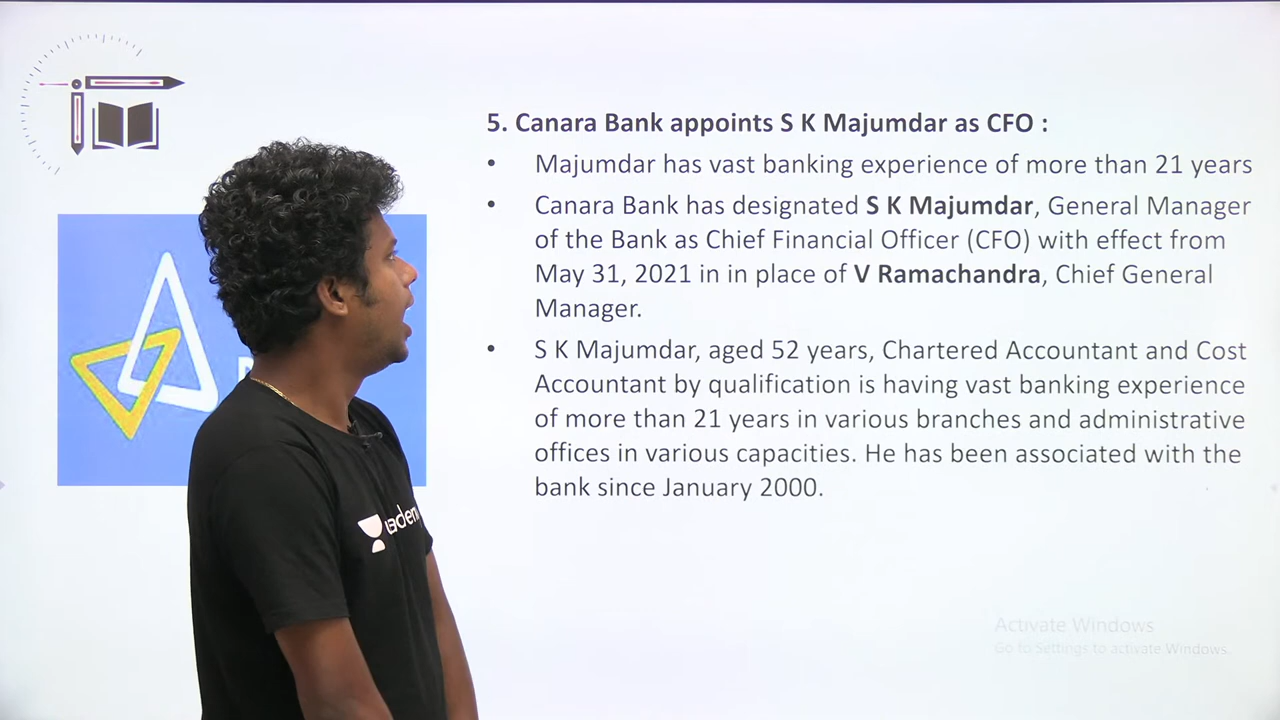 5. Canara Bank appoints S K Majumdar as CFO :
• Majumdar has vast banking experience of more than 21 years
• Canara Bank has designated S K Majumdar, General Manager
of the Bank as Chief Financial Officer (CFO) with effect from
May 31, 2021 in in place of V Ramachandra, Chief General
Manager.
• S K Majumdar, aged 52 years, Chartered Accountant and Cost
Accountant by qualification is having vast banking experience
of more than 21 years in various branches and administrative
offices in various capacities. He has been associated with the
bank since January 2000.
Activate Windows
Go to Settings to activate Windows.